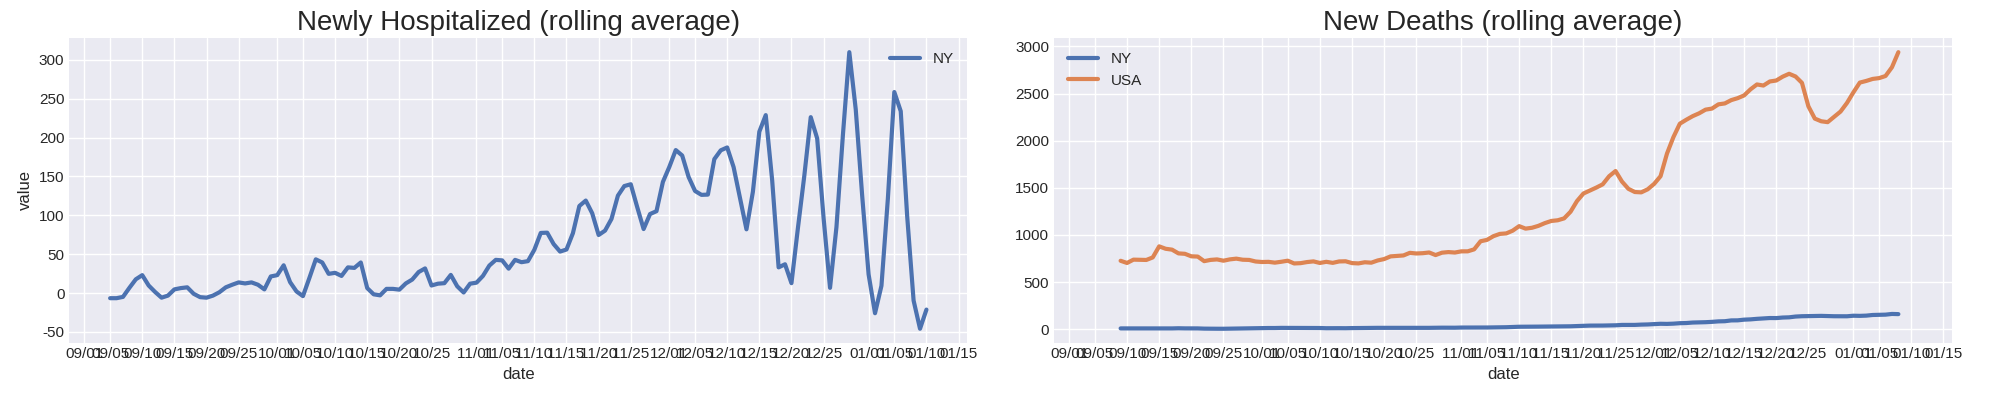 Newly Hospitalized (rolling average)
NY
300
250
200
150
100
50
0
-50
value
09/01 09/05 09/10 09/15 09/20 09/25 10/01 10/05 10/10 10/15 10/20 10/25 11/01 11/05 11/10 11/15 11/20 11/25 12/01 12/05 12/10 12/15 12/20 12/25 01/01 01/05 01/10 01/15
date
New Deaths (rolling average)
NY
USA
3000
2500
2000
1500
1000
500
0
09/01 09/05 09/10 09/15 09/20 09/25 10/01 10/05 10/10 10/15 10/20 10/25 11/01 11/05 11/10 11/15 11/20 11/25 12/01 12/05 12/10 12/15 12/20 12/25 01/01 01/05 01/10 01/15
date